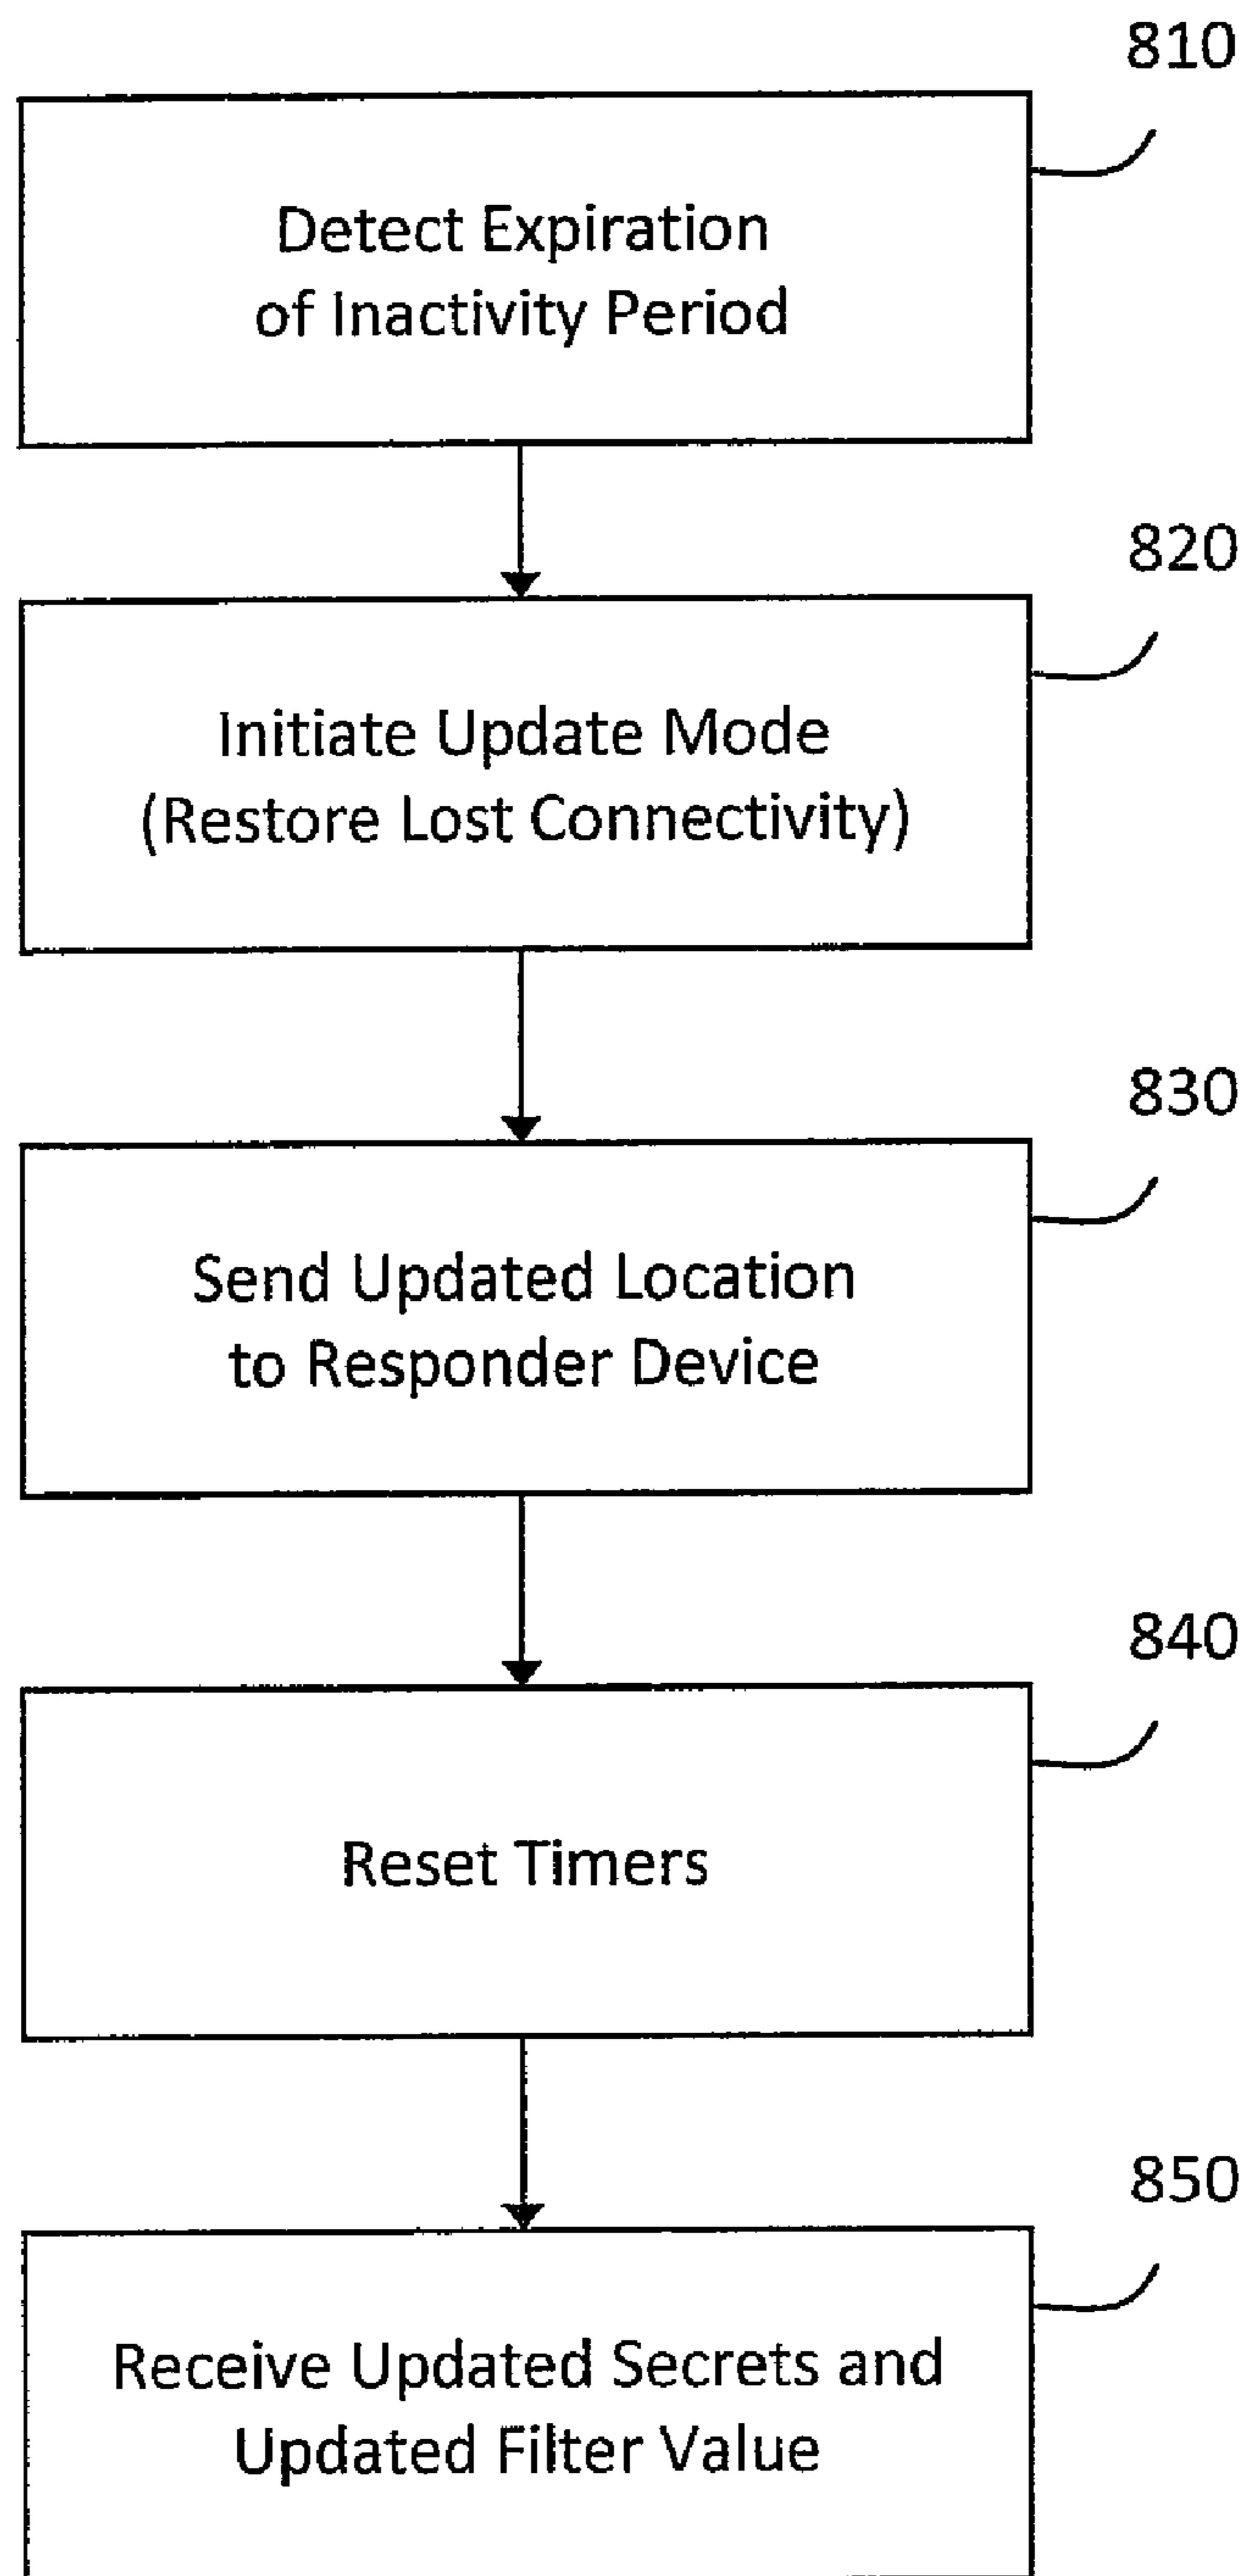 810
Detect Expiration
of Inactivity Period
820
Initiate Update Mode
(Restore Lost Connectivity)
830
Send Updated Location
to Responder Device
840
Reset Timers
850
Receive Updated Secrets and
Updated Filter Value